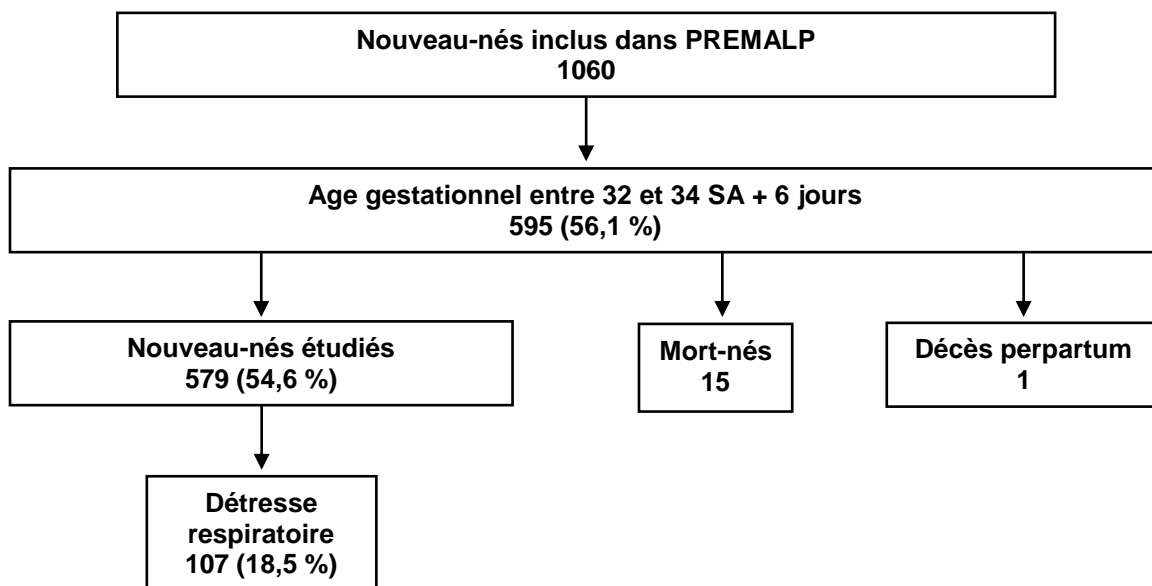 Nouveau-nés inclus dans PREMALP
1060
Age gestationnel entre 32 et 34 SA + 6 jours
595 (56,1 %)
Nouveau-nés étudiés
579 (54,6 %)
Mort-nés
15
Décès perpartum
1
Détresse
respiratoire
107 (18,5 %)